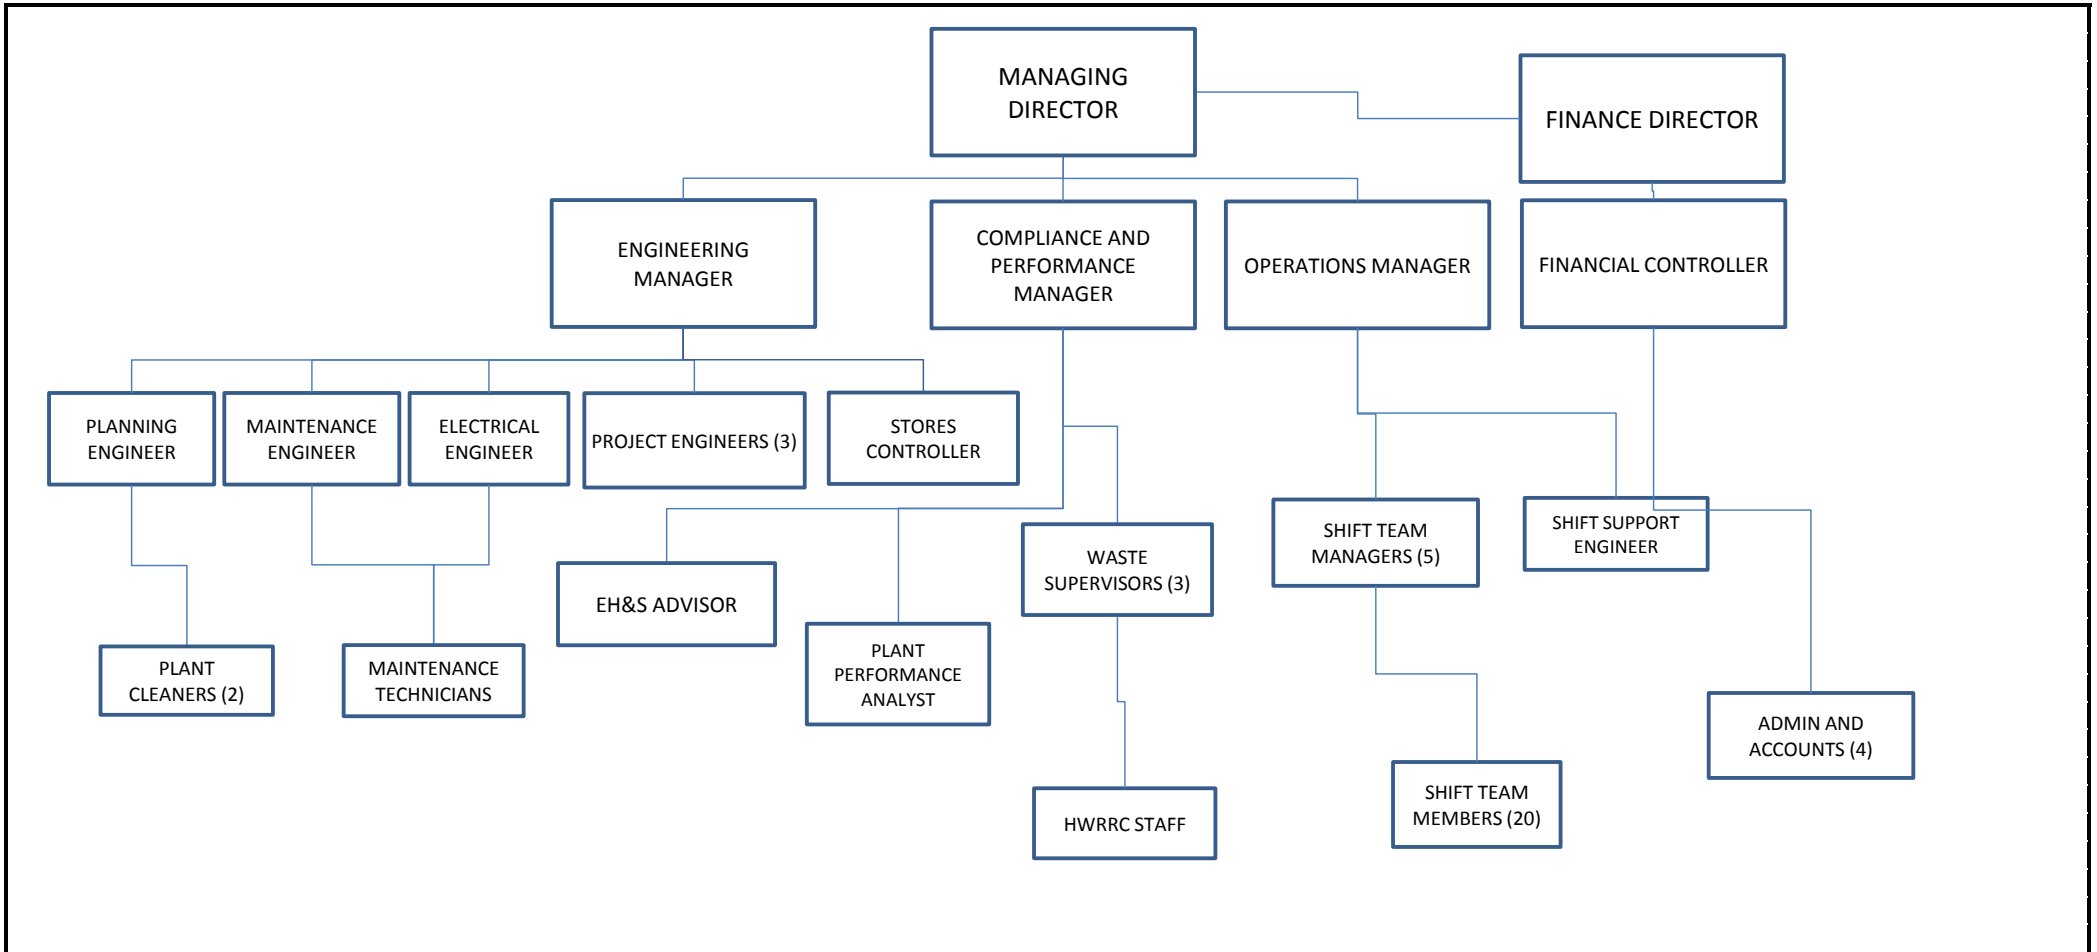 MANAGING
DIRECTOR
FINANCE DIRECTOR
ENGINEERING
MANAGER
COMPLIANCE AND
PERFORMANCE
MANAGER
OPERATIONS MANAGER
FINANCIAL CONTROLLER
PLANNING
ENGINEER
MAINTENANCE
ENGINEER
ELECTRICAL
ENGINEER
PROJECT ENGINEERS (3)
STORES
CONTROLLER
EH&S ADVISOR
WASTE
SUPERVISORS (3)
SHIFT TEAM
MANAGERS (5)
SHIFT SUPPORT
ENGINEER
PLANT
CLEANERS (2)
MAINTENANCE
TECHNICIANS
PLANT
PERFORMANCE
ANALYST
ADMIN AND
ACCOUNTS (4)
HWRRC STAFF
SHIFT TEAM
MEMBERS (20)